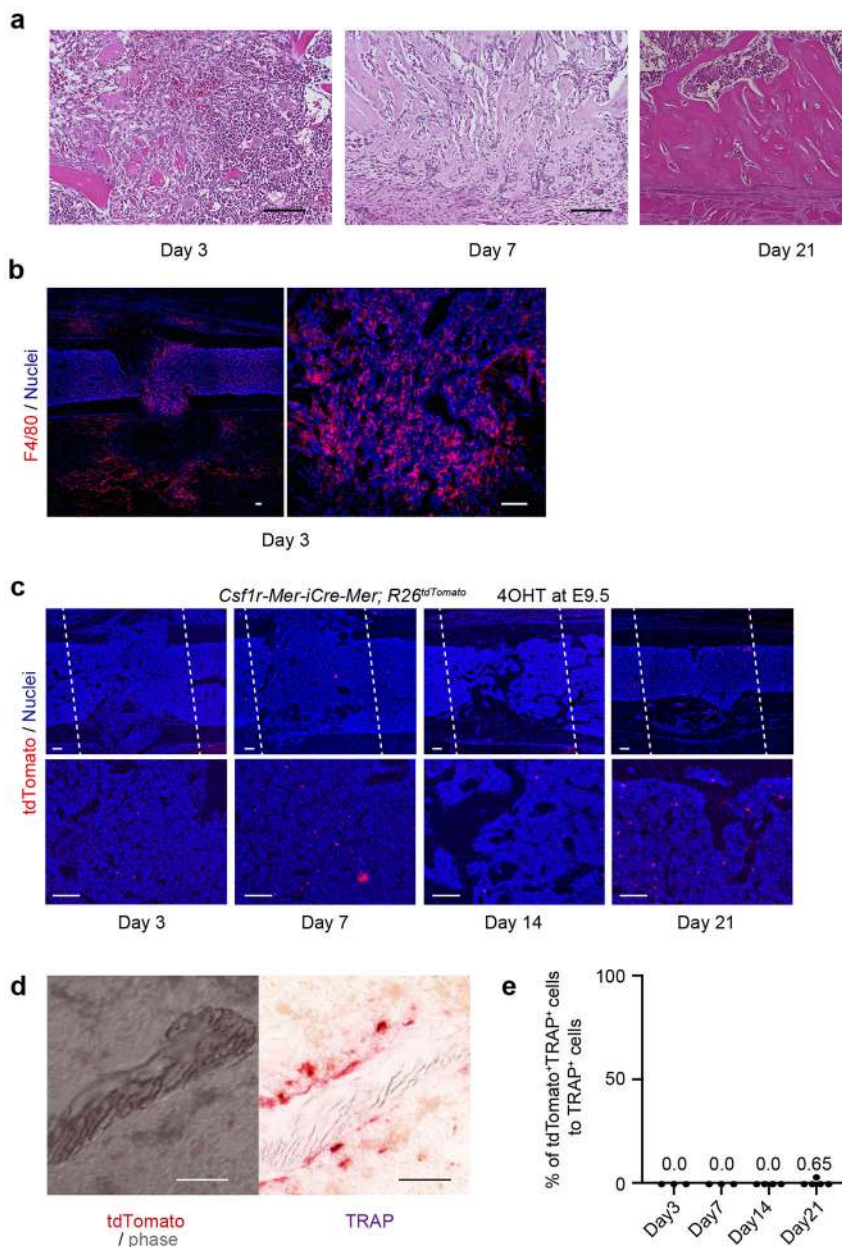 a
Day 3 Day 7 Day 21
b
F4/80 / Nuclei
Day 3
c
Csf1r-Mer-iCre-Mer; R26tdTomato 4OHT at E9.5
tdTomato / Nuclei
Day 3 Day 7 Day 14 Day 21
d
tdTomato
/ phase
TRAP
e
% of tdTomato+TRAP+ cells
to TRAP+ cells
100
50
0
0.0 0.0 0.0 0.65
Day3 Day7 Day14 Day21